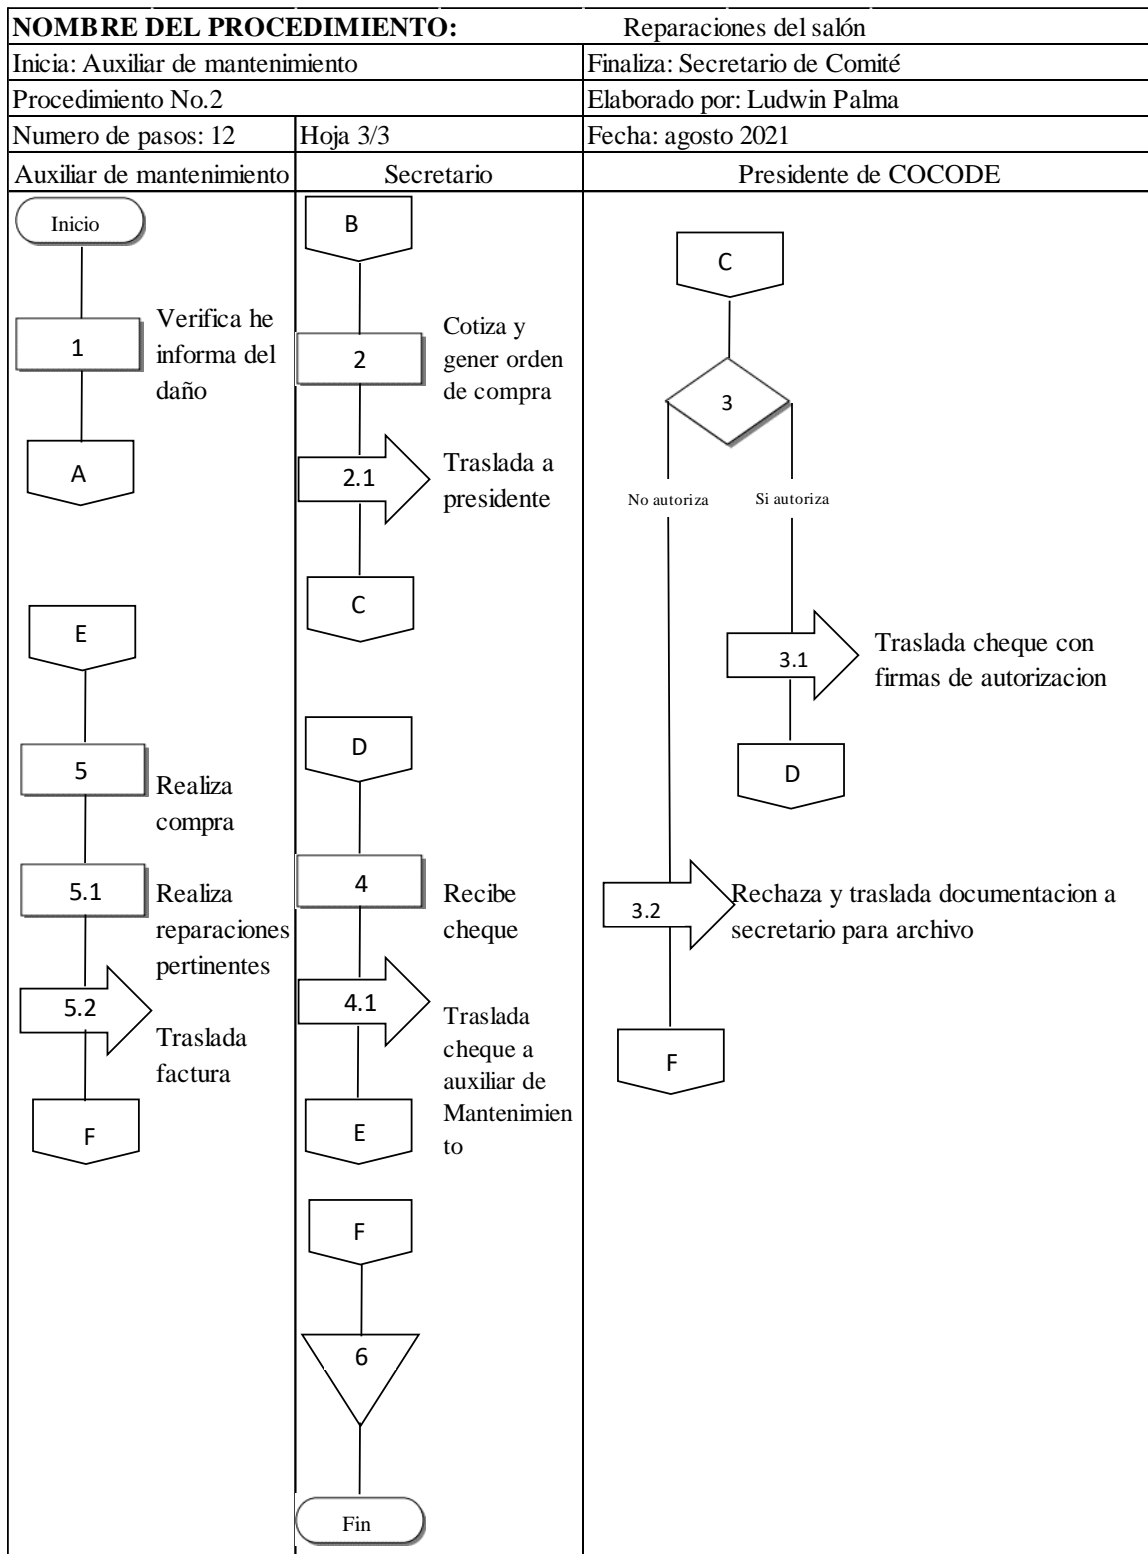 NOMBRE DEL PROCEDIMIENTO: Reparaciones del salón
Inicia: Auxiliar de mantenimiento Finaliza: Secretario de Comité
Procedimiento No.2 Elaborado por: Ludwin Palma
Numero de pasos: 12 Hoja 3/3 Fecha: agosto 2021
Auxiliar de mantenimiento Secretario Presidente de COCODE
Inicio
1
Verifica he
informa del
daño
A
E
5
Realiza
compra
5.1
Realiza
reparaciones
pertinentes
5.2
Traslada
factura
F
B
2
Cotiza y
gener orden
de compra
2.1
Traslada a
presidente
C
D
4
Recibe
cheque
4.1
Traslada
cheque a
auxiliar de
Mantenimien
to
E
F
6
Fin
C
3
No autoriza
Si autoriza
3.1
Traslada cheque con
firmas de autorizacion
D
3.2
Rechaza y traslada documentacion a
secretario para archivo
F